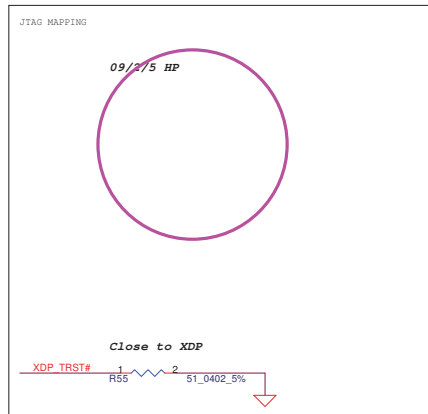 JTAG MAPPING
09/2/5 HP
Close to XDP
XDP_TRST# 1 2
R55 51_0402_5%